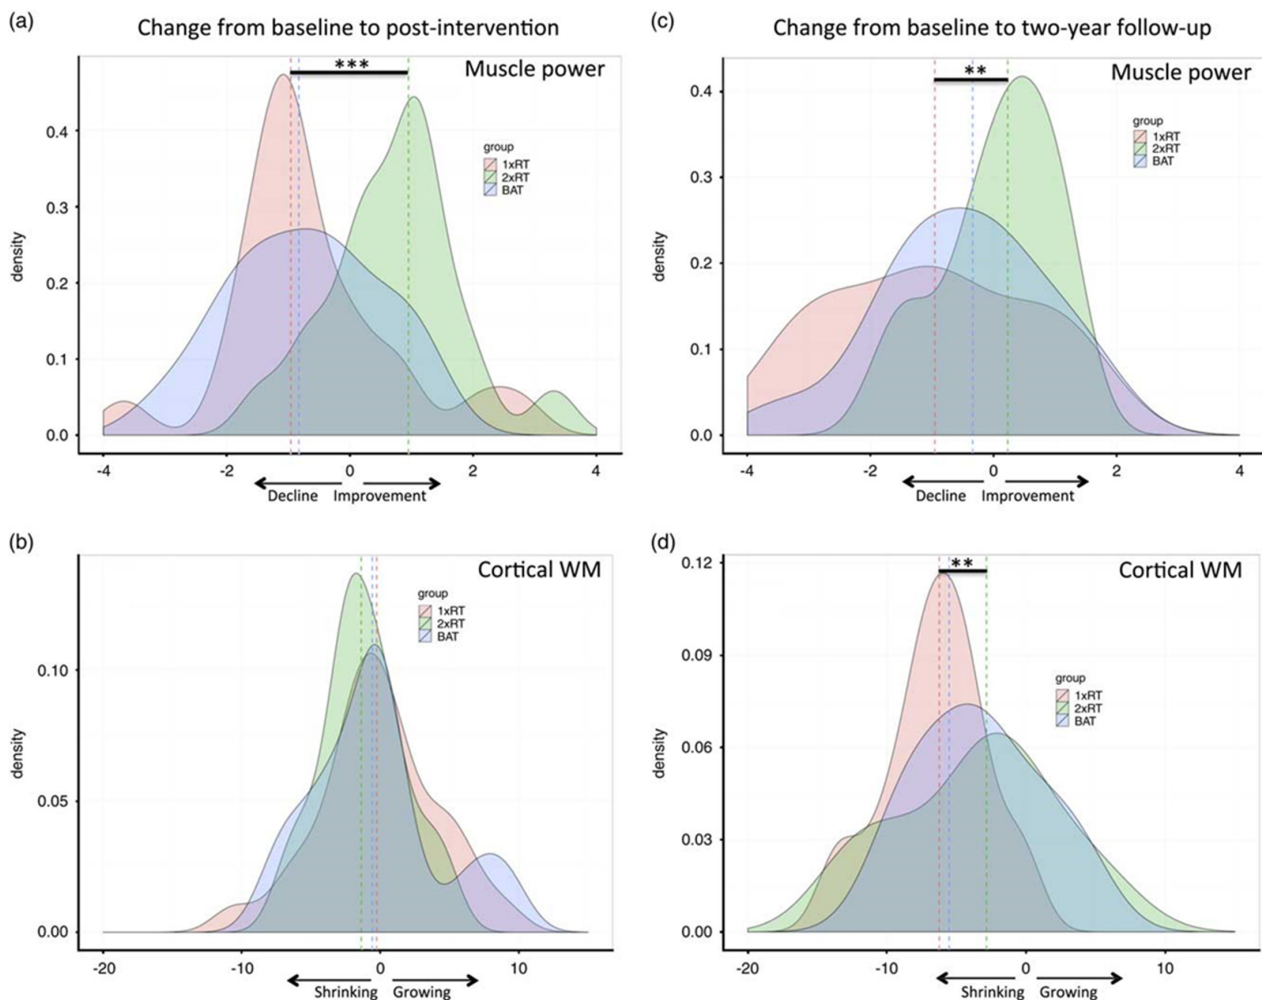 (a)
Change from baseline to post-intervention
***
Muscle power
group
1xRT
2xRT
BAT
density
0.4
0.3
0.2
0.1
0.0
-4
-2
0
2
4
Decline
Improvement
(c)
Change from baseline to two-year follow-up
**
Muscle power
group
1xRT
2xRT
BAT
density
0.4
0.3
0.2
0.1
0.0
-4
-2
0
2
4
Decline
Improvement
(b)
Cortical WM
group
1xRT
2xRT
BAT
density
0.10
0.05
0.00
-20
-10
0
10
Shrinking
Growing
(d)
**
Cortical WM
group
1xRT
2xRT
BAT
density
0.12
0.09
0.06
0.03
0.00
-20
-10
0
10
Shrinking
Growing